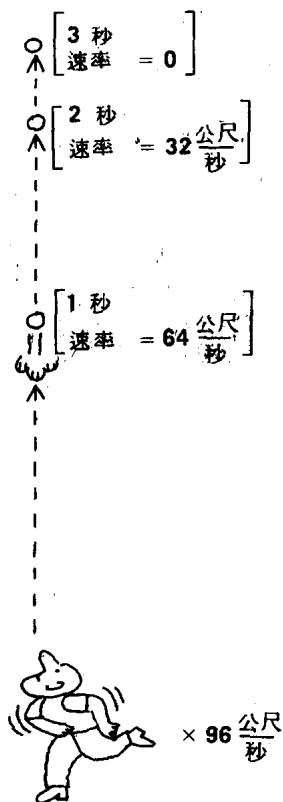 3 秒
速率 = 0
2 秒
速率 = 32 公尺/秒
1 秒
速率 = 64 公尺/秒
× 96 公尺/秒